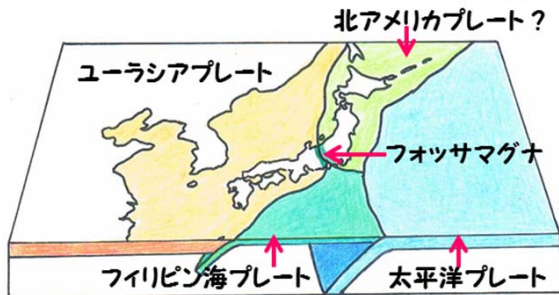 北アメリカプレート?
ユーラシアプレート
フォッサマグナ
フィリピン海プレート
太平洋プレート